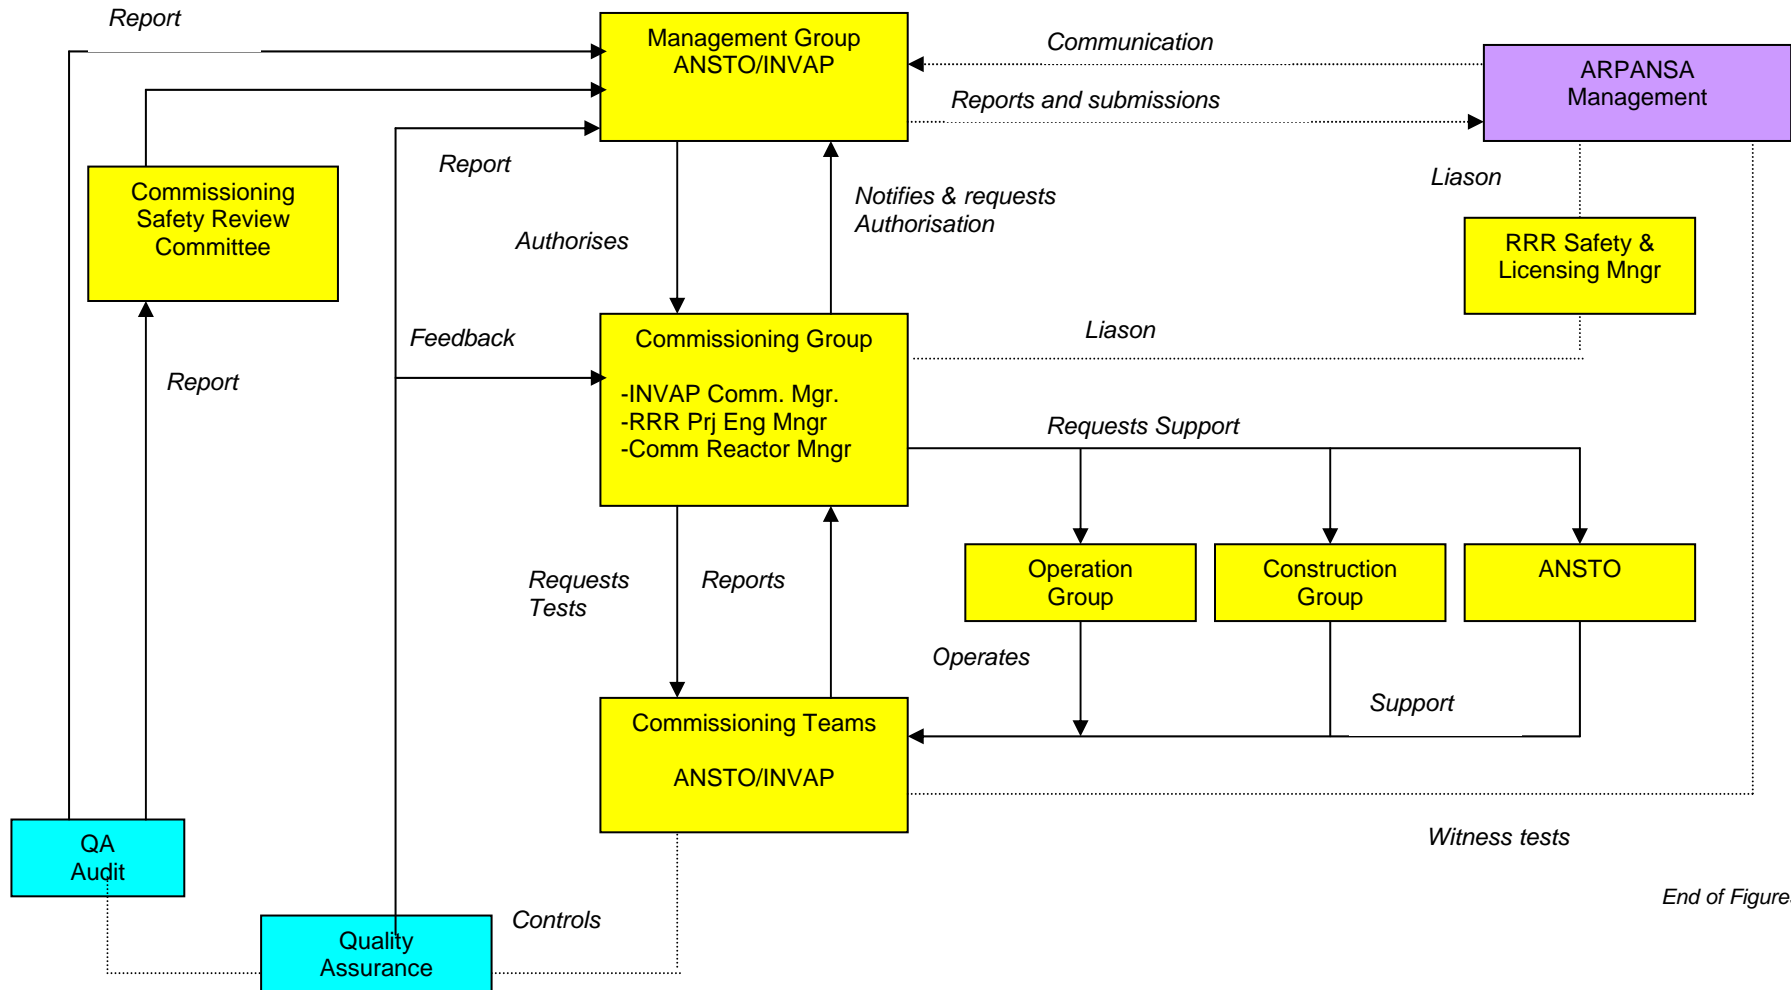 Report
Management Group
ANSTO/INVAP
Communication
ARPANSA
Management
Reports and submissions
Report
Commissioning
Safety Review
Committee
Notifies & requests
Authorisation
Liason
Authorises
RRR Safety &
Licensing Mngr
Feedback
Commissioning Group
-INVAP Comm. Mgr.
-RRR Prj Eng Mngr
-Comm Reactor Mngr
Liason
Report
Requests Support
Requests
Tests
Reports
Operation
Group
Construction
Group
ANSTO
Operates
Support
Commissioning Teams
ANSTO/INVAP
QA
Audit
Witness tests
End of Figure
Controls
Quality
Assurance